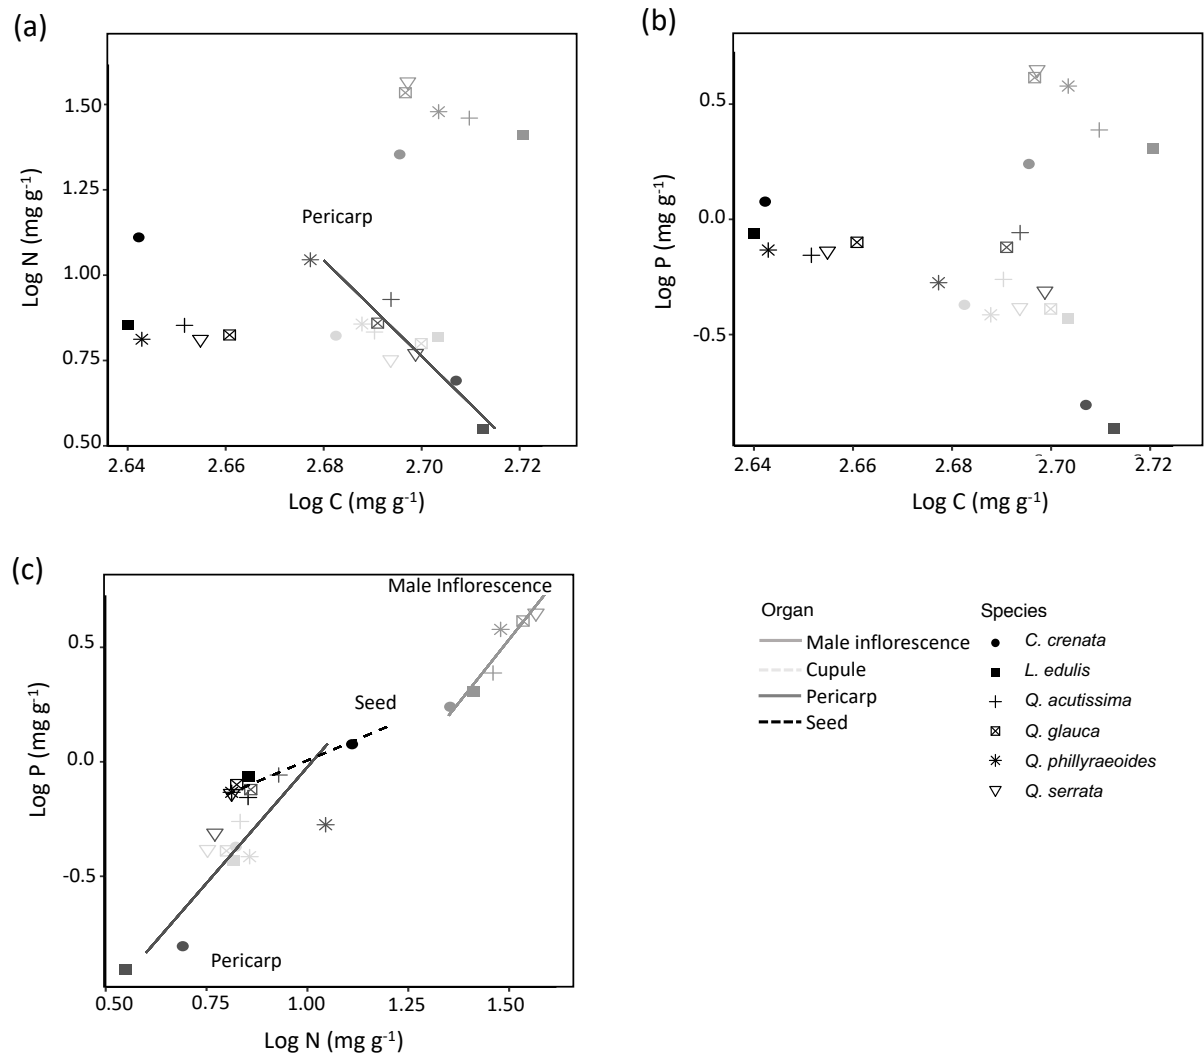 (a)
Log N (mg g-1)
1.50
1.25
1.00
0.75
0.50
Pericarp
2.64 2.66 2.68 2.70 2.72
Log C (mg g-1)
(b)
Log P (mg g-1)
0.5
0.0
-0.5
2.64 2.66 2.68 2.70 2.72
Log C (mg g-1)
(c)
Log P (mg g-1)
0.5
0.0
-0.5
Male Inflorescence
Seed
Pericarp
0.50 0.75 1.00 1.25 1.50
Log N (mg g-1)
Organ
Male inflorescence
Cupule
Pericarp
Seed
Species
C. crenata
L. edulis
Q. acutissima
Q. glauca
Q. phillyraeoides
Q. serrata